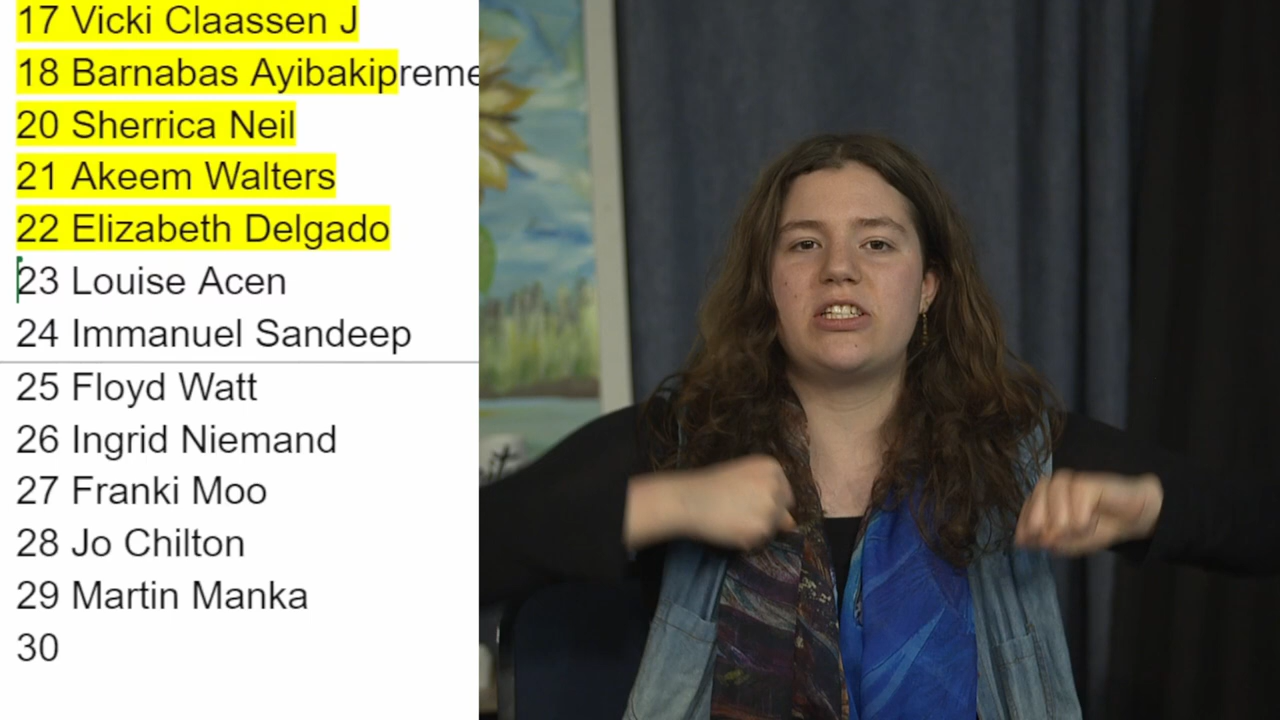 17 Vicki Claassen J
18 Barnabas Ayibakipreme
20 Sherrica Neil
21 Akeem Walters
22 Elizabeth Delgado
23 Louise Acen
24 Immanuel Sandeep
25 Floyd Watt
26 Ingrid Niemand
27 Franki Moo
28 Jo Chilton
29 Martin Manka
30